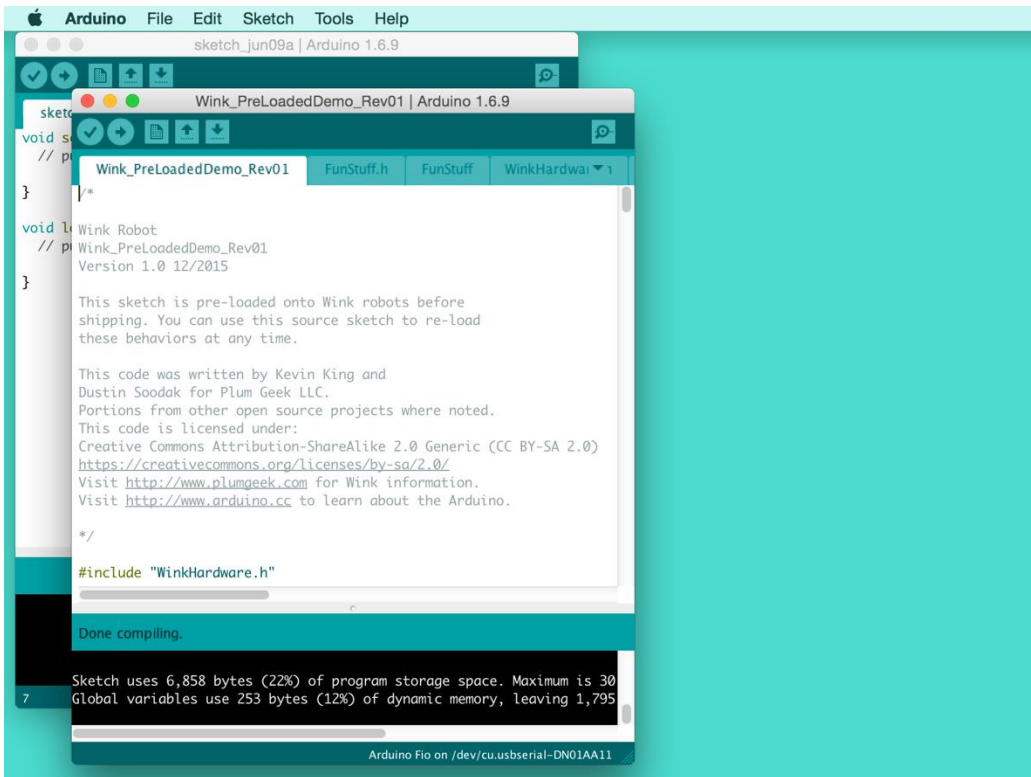 Arduino File Edit Sketch Tools Help
sketch_jun09a | Arduino 1.6.9
void
// p
}
void
// p
}
7
Wink_PreLoadedDemo_Rev01 | Arduino 1.6.9
Wink_PreLoadedDemo_Rev01 FunStuff.h FunStuff
/*
Wink Robot
Wink_PreLoadedDemo_Rev01
Version 1.0 12/2015
This sketch is pre-loaded onto Wink robots before
shipping. You can use this source sketch to re-load
these behaviors at any time.
This code was written by Kevin King and
Dustin Soodak for Plum Geek LLC.
Portions from other open source projects where noted.
This code is licensed under:
Creative Commons Attribution-ShareAlike 2.0 Generic (CC BY-SA 2.0)
https://creativecommons.org/licenses/by-sa/2.0/
Visit http://www.plumgeek.com for Wink information.
Visit http://www.arduino.cc to learn about the Arduino.
*/
#include "WinkHardware.h"
Done compiling.
Sketch uses 6,858 bytes (22%) of program storage space. Maximum is 30
Global variables use 253 bytes (12%) of dynamic memory, leaving 1,795
Arduino Fio on /dev/cu.usbserial-DN01AA11